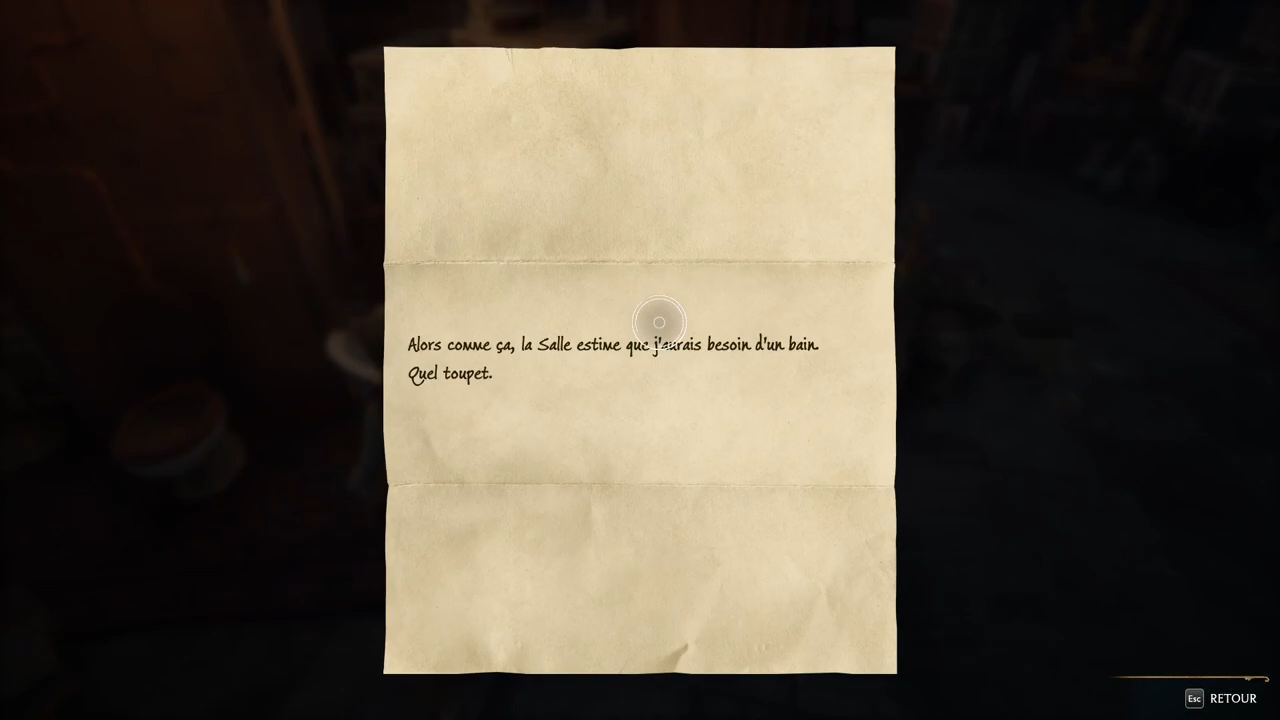 Alors comme ça, la Salle estime que j'aurais besoin d'un bain.
Quel toupet.
Esc RETOUR